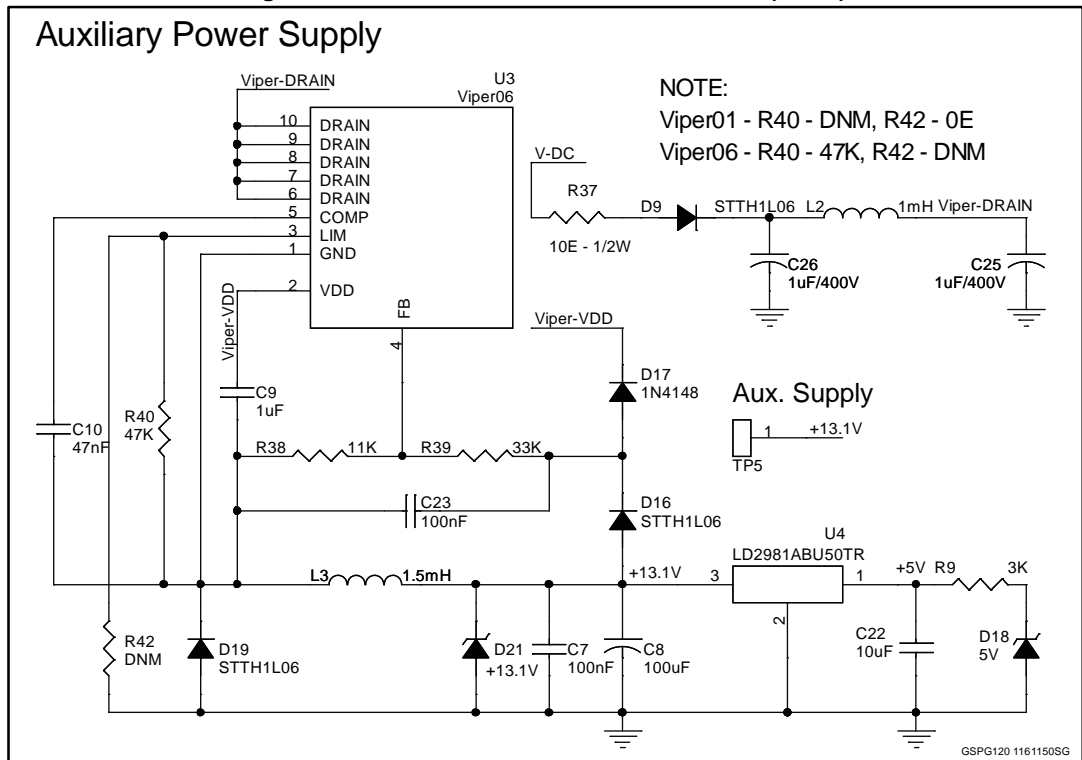 Auxiliary Power Supply
Viper-DRAIN
U3
Viper06
10 DRAIN
9 DRAIN
8 DRAIN
7 DRAIN
6 DRAIN
5 COMP
3 LIM
1 GND
2 VDD
FB
4
NOTE:
Viper01 - R40 - DNM, R42 - 0E
Viper06 - R40 - 47K, R42 - DNM
V-DC
R37
10E - 1/2W
D9
STTH1L06
L2
1mH
Viper-DRAIN
C26
1uF/400V
C25
1uF/400V
Viper-VDD
Viper-VDD
C9
1uF
D17
1N4148
Aux. Supply
1
+13.1V
TP5
C10
47nF
R40
47K
R38
11K
R39
33K
C23
100nF
D16
STTH1L06
U4
LD2981ABU50TR
L3
1.5mH
+13.1V
3
1
2
+5V
R9
3K
R42
DNM
D19
STTH1L06
D21
+13.1V
C7
100nF
C8
100uF
C22
10uF
D18
5V
GSPG120 1161150SG